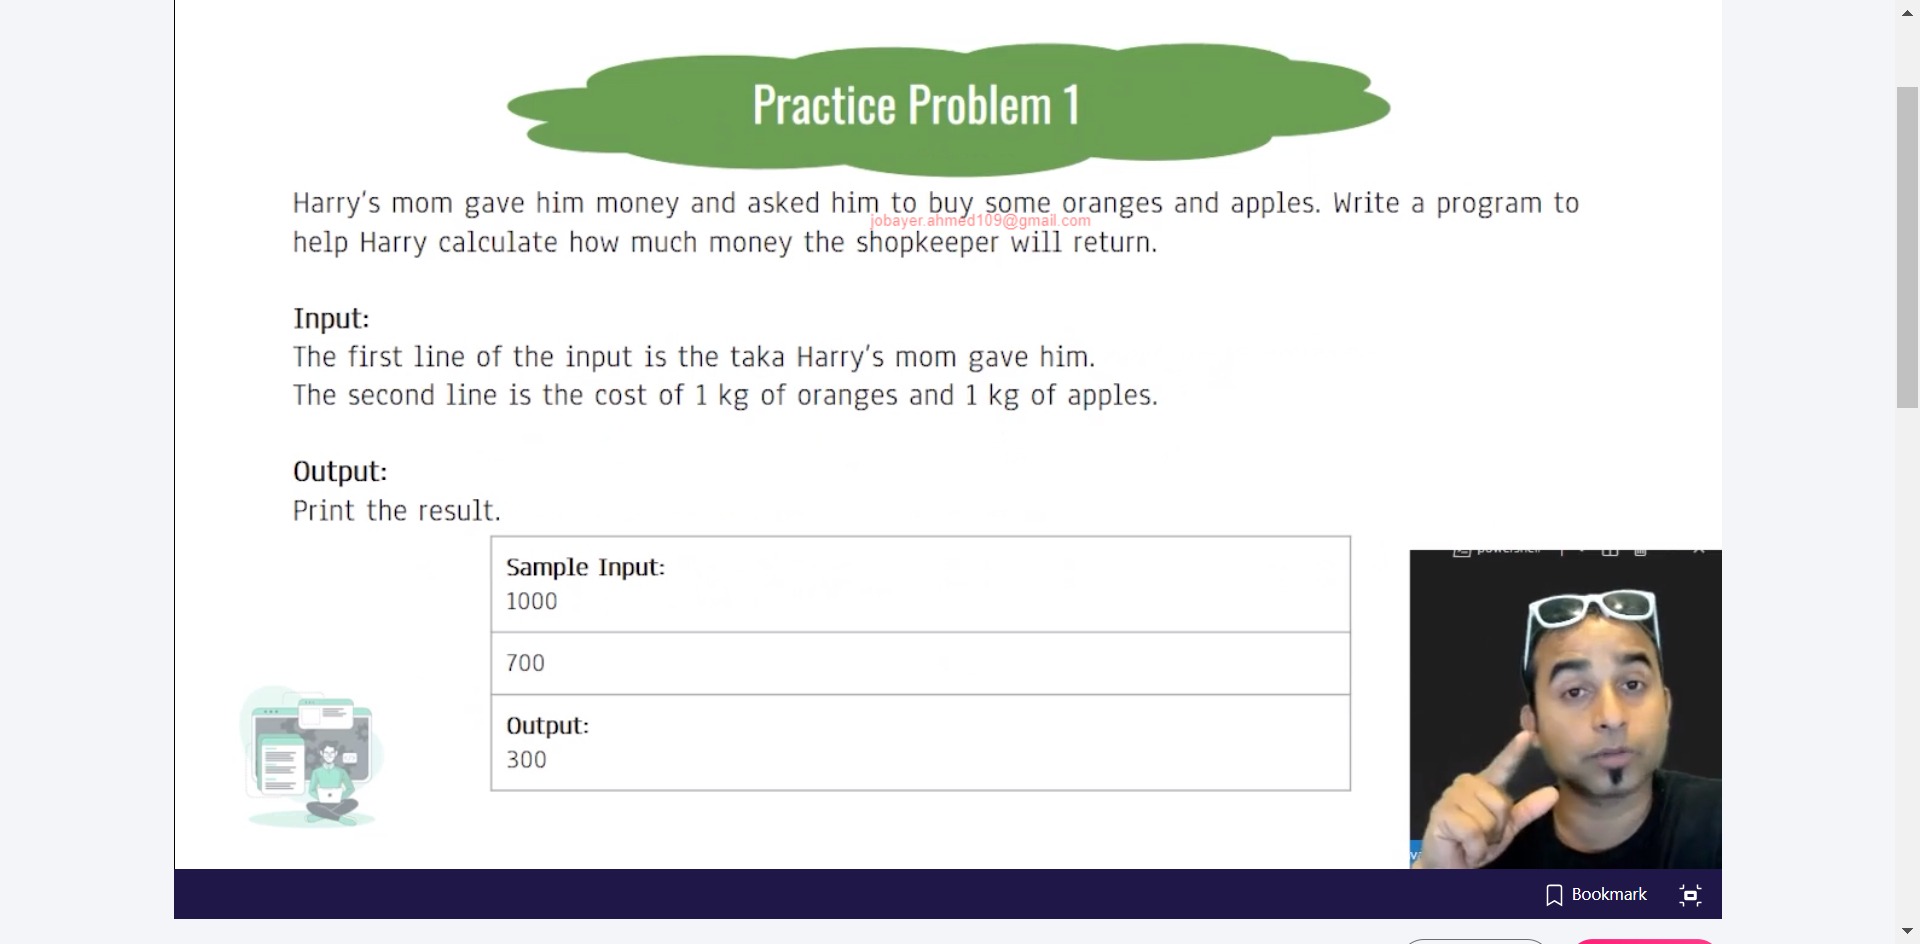 Practice Problem 1
Harry's mom gave him money and asked him to buy some oranges and apples. Write a program to
jobayer.ahmed109@gmail.com
help Harry calculate how much money the shopkeeper will return.
Input:
The first line of the input is the taka Harry's mom gave him.
The second line is the cost of 1 kg of oranges and 1 kg of apples.
Output:
Print the result.
Sample Input:
1000
700
Output:
300
Bookmark